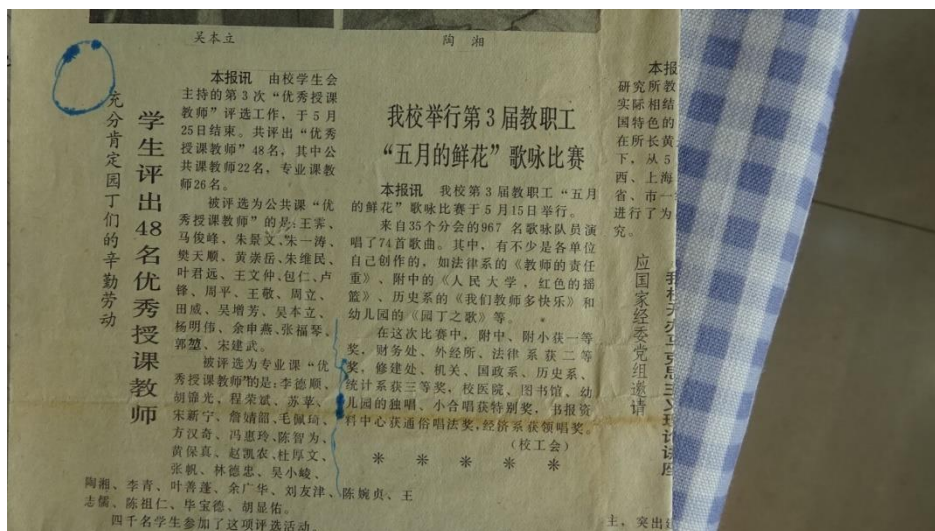 吴本立
陶 湘
充分肯定园丁们的辛勤劳动
学生评出48名优秀授课教师
本报讯 由校学生会
主持的第3次“优秀授课
教师”评选工作,于5月
25日结束。共评出“优秀
授课教师”48名,其中公
共课教师22名,专业课教
师26名。
被评选为公共课“优
秀授课教师”的是:王霁、
马俊峰、朱景文、朱一涛、
樊天顺、黄崇岳、朱维民、
叶君远、王文仲、包仁、卢
锋、周平、王敬、周立、
田威、吴增芳、吴本立、
杨明伟、余申燕、张福琴、
郭堃、宋建武。
被评选为专业课“优
秀授课教师”的是:李德顺、
胡锦光、程荣斌、苏苹、
宋新宁、詹婧韶、毛佩琦、
方汉奇、冯惠玲、陈智为、
黄保真、赵凯农、杜厚文、
张帆、林德忠、吴小崚、
陶湘、李青、叶善蓬、余广华、刘友津、陈婉贞、王
志儒、陈祖仁、毕宝德、胡显佑。
四千名学生参加了这项评选活动。
我校举行第3届教职工
“五月的鲜花”歌咏比赛
本报讯 我校第3届教职工“五月
的鲜花”歌咏比赛于5月15日举行。
来自35个分会的967名歌咏队员演
唱了74首歌曲。其中,有不少是各单位
自己创作的,如法律系的《教师的责任
重》、附中的《人民大学,红色的摇
篮》、历史系的《我们教师多快乐》和
幼儿园的《园丁之歌》等。
在这次比赛中,附中、附小获一等
奖,财务处、外经所、法律系获二等
奖,修建处、机关、国政系、历史系、
统计系获三等奖,校医院、图书馆、幼
儿园的独唱、小合唱获特别奖,书报资
料中心获通俗唱法奖,经济系获领唱奖。
(校工会)
* * * * *
本报
研究所教
实际相结
国特色的
在所长黄
下,从5
西、上海
省、市一
进行了为
究。
应国家经委党组邀请
主,突出